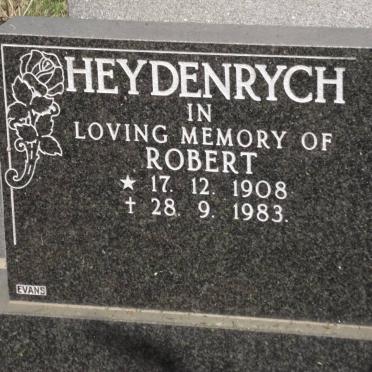 HEYDENRYCH
IN
LOVING MEMORY OF
ROBERT
★ 17. 12. 1908
✝ 28. 9. 1983.
EVANS